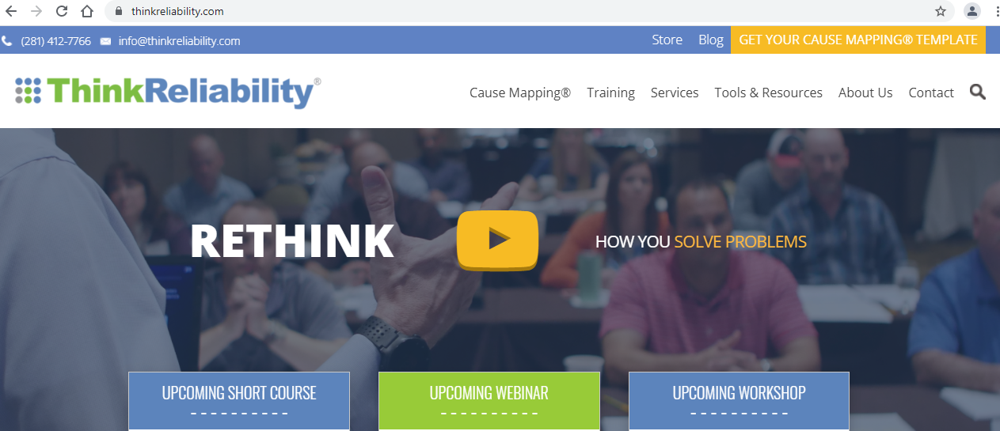 thinkreliability.com
(281) 412-7766 info@thinkreliability.com Store Blog GET YOUR CAUSE MAPPING® TEMPLATE
ThinkReliability® Cause Mapping® Training Services Tools & Resources About Us Contact
RETHINK HOW YOU SOLVE PROBLEMS
UPCOMING SHORT COURSE UPCOMING WEBINAR UPCOMING WORKSHOP